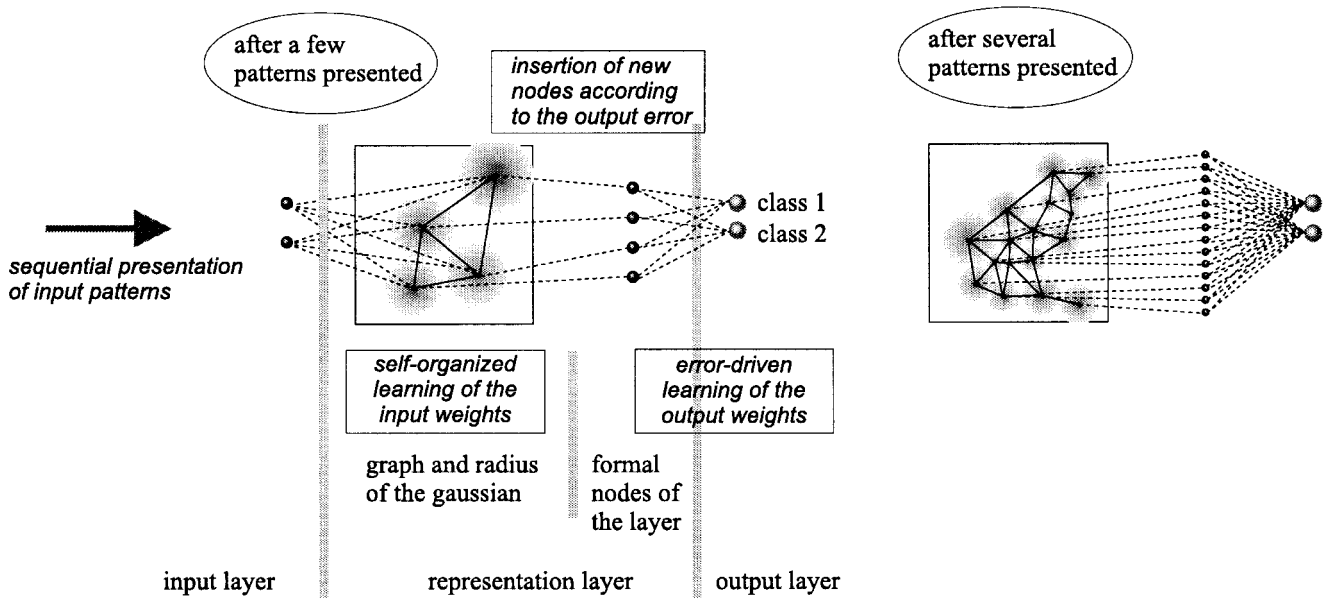 after a few
patterns presented
insertion of new
nodes according
to the output error
after several
patterns presented
class 1
class 2
sequential presentation
of input patterns
self-organized
learning of the
input weights
error-driven
learning of the
output weights
graph and radius
of the gaussian
formal
nodes of
the layer
input layer
representation layer
output layer